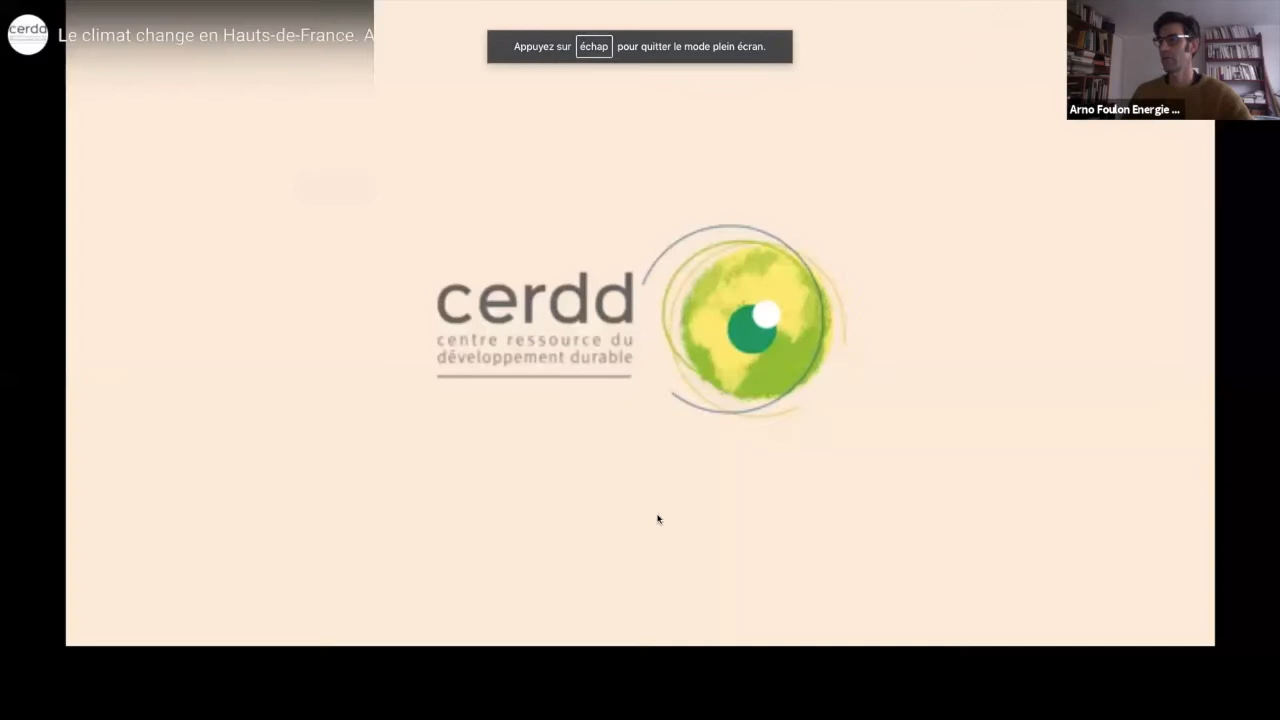 cerdd
Le climat change en Hauts-de-France. A
Appuyez sur échap pour quitter le mode plein écran.
Arno Foulon Energie ...
cerdd
centre ressource du
développement durable